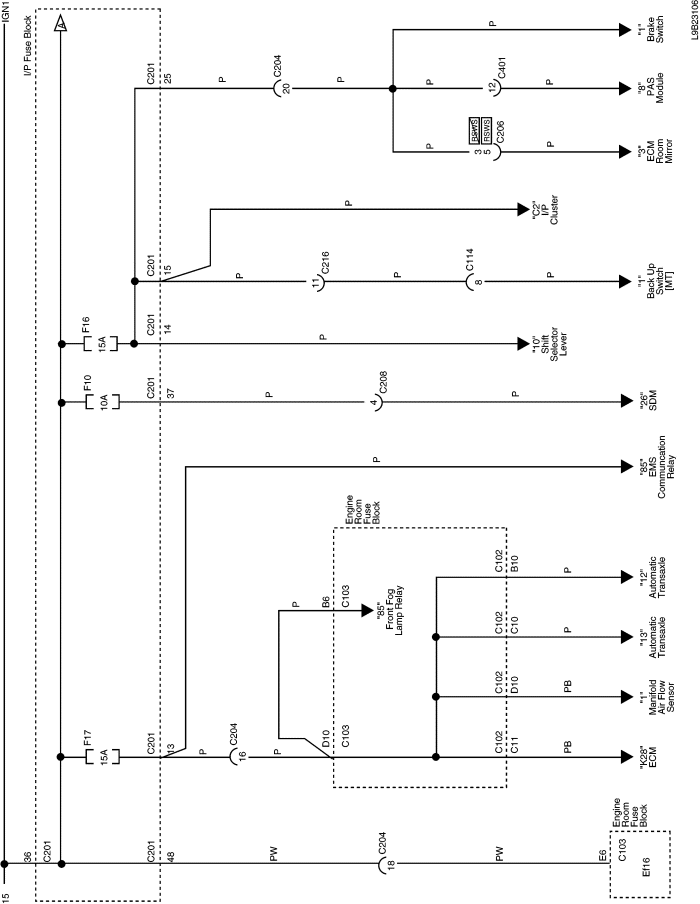 IGN1
15
36
I/P Fuse Block
A
L9B23106
C201
25
P
C204
20
P
P
"1"
Brake
Switch
P
C401
12
P
"8"
PAS
Module
P
RSWS
RSWS
3
5
C206
P
"3"
ECM
Room
Mirror
P
"C2"
I/P
Cluster
C201
15
P
C216
11
P
C114
8
P
"1"
Back Up
Switch
[MT]
F16
15A
C201
14
P
"10"
Shift
Selector
Lever
F10
10A
C201
37
P
C208
4
P
"26"
SDM
P
"85"
EMS
Communcation
Relay
Engine
Room
Fuse
Block
P
B6
C103
"85"
Front Fog
Lamp Relay
C102
B10
P
"12"
Automatic
Transaxle
C102
C10
P
"13"
Automatic
Transaxle
C102
D10
PB
"1"
Manifold
Air Flow
Sensor
F17
15A
C201
13
P
C204
16
P
D10
C103
C102
C11
PB
"K28"
ECM
C201
C201
48
PW
C204
18
PW
E6
C103
Ef16
Engine
Room
Fuse
Block